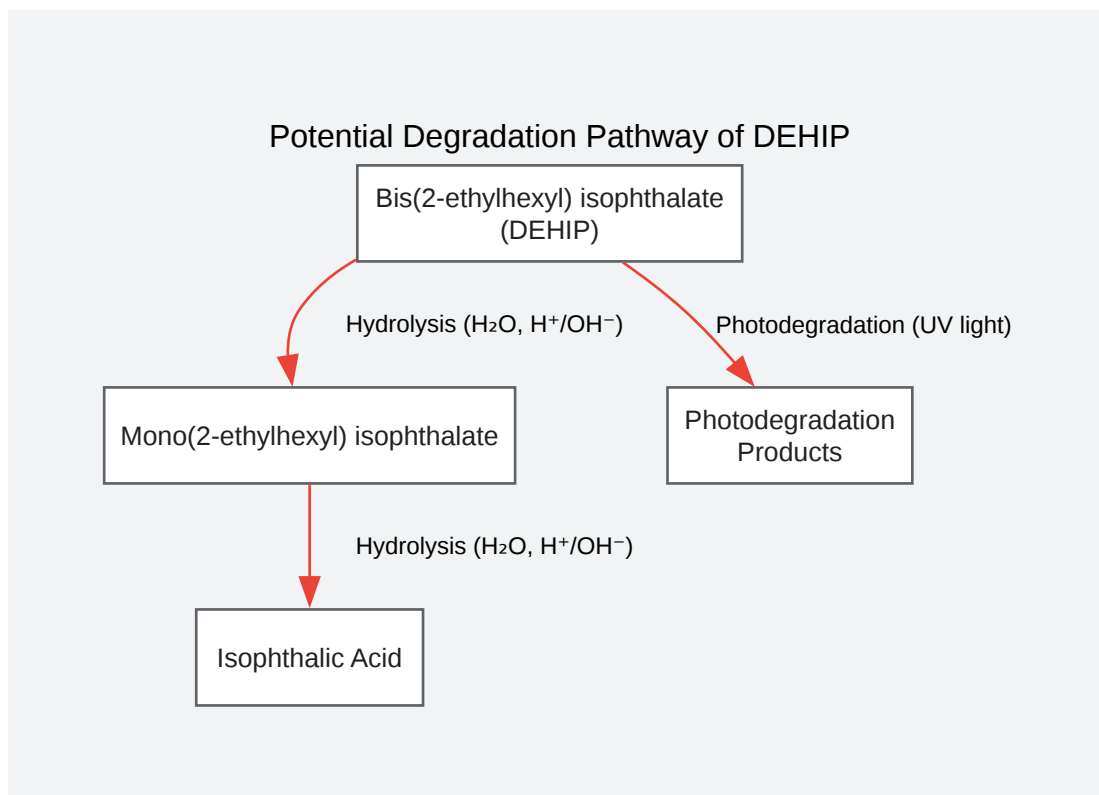 Potential Degradation Pathway of DEHIP
Bis(2-ethylhexyl) isophthalate
(DEHIP)
Hydrolysis (H₂O, H⁺/OH⁻)
Photodegradation (UV light)
Mono(2-ethylhexyl) isophthalate
Photodegradation
Products
Hydrolysis (H₂O, H⁺/OH⁻)
Isophthalic Acid